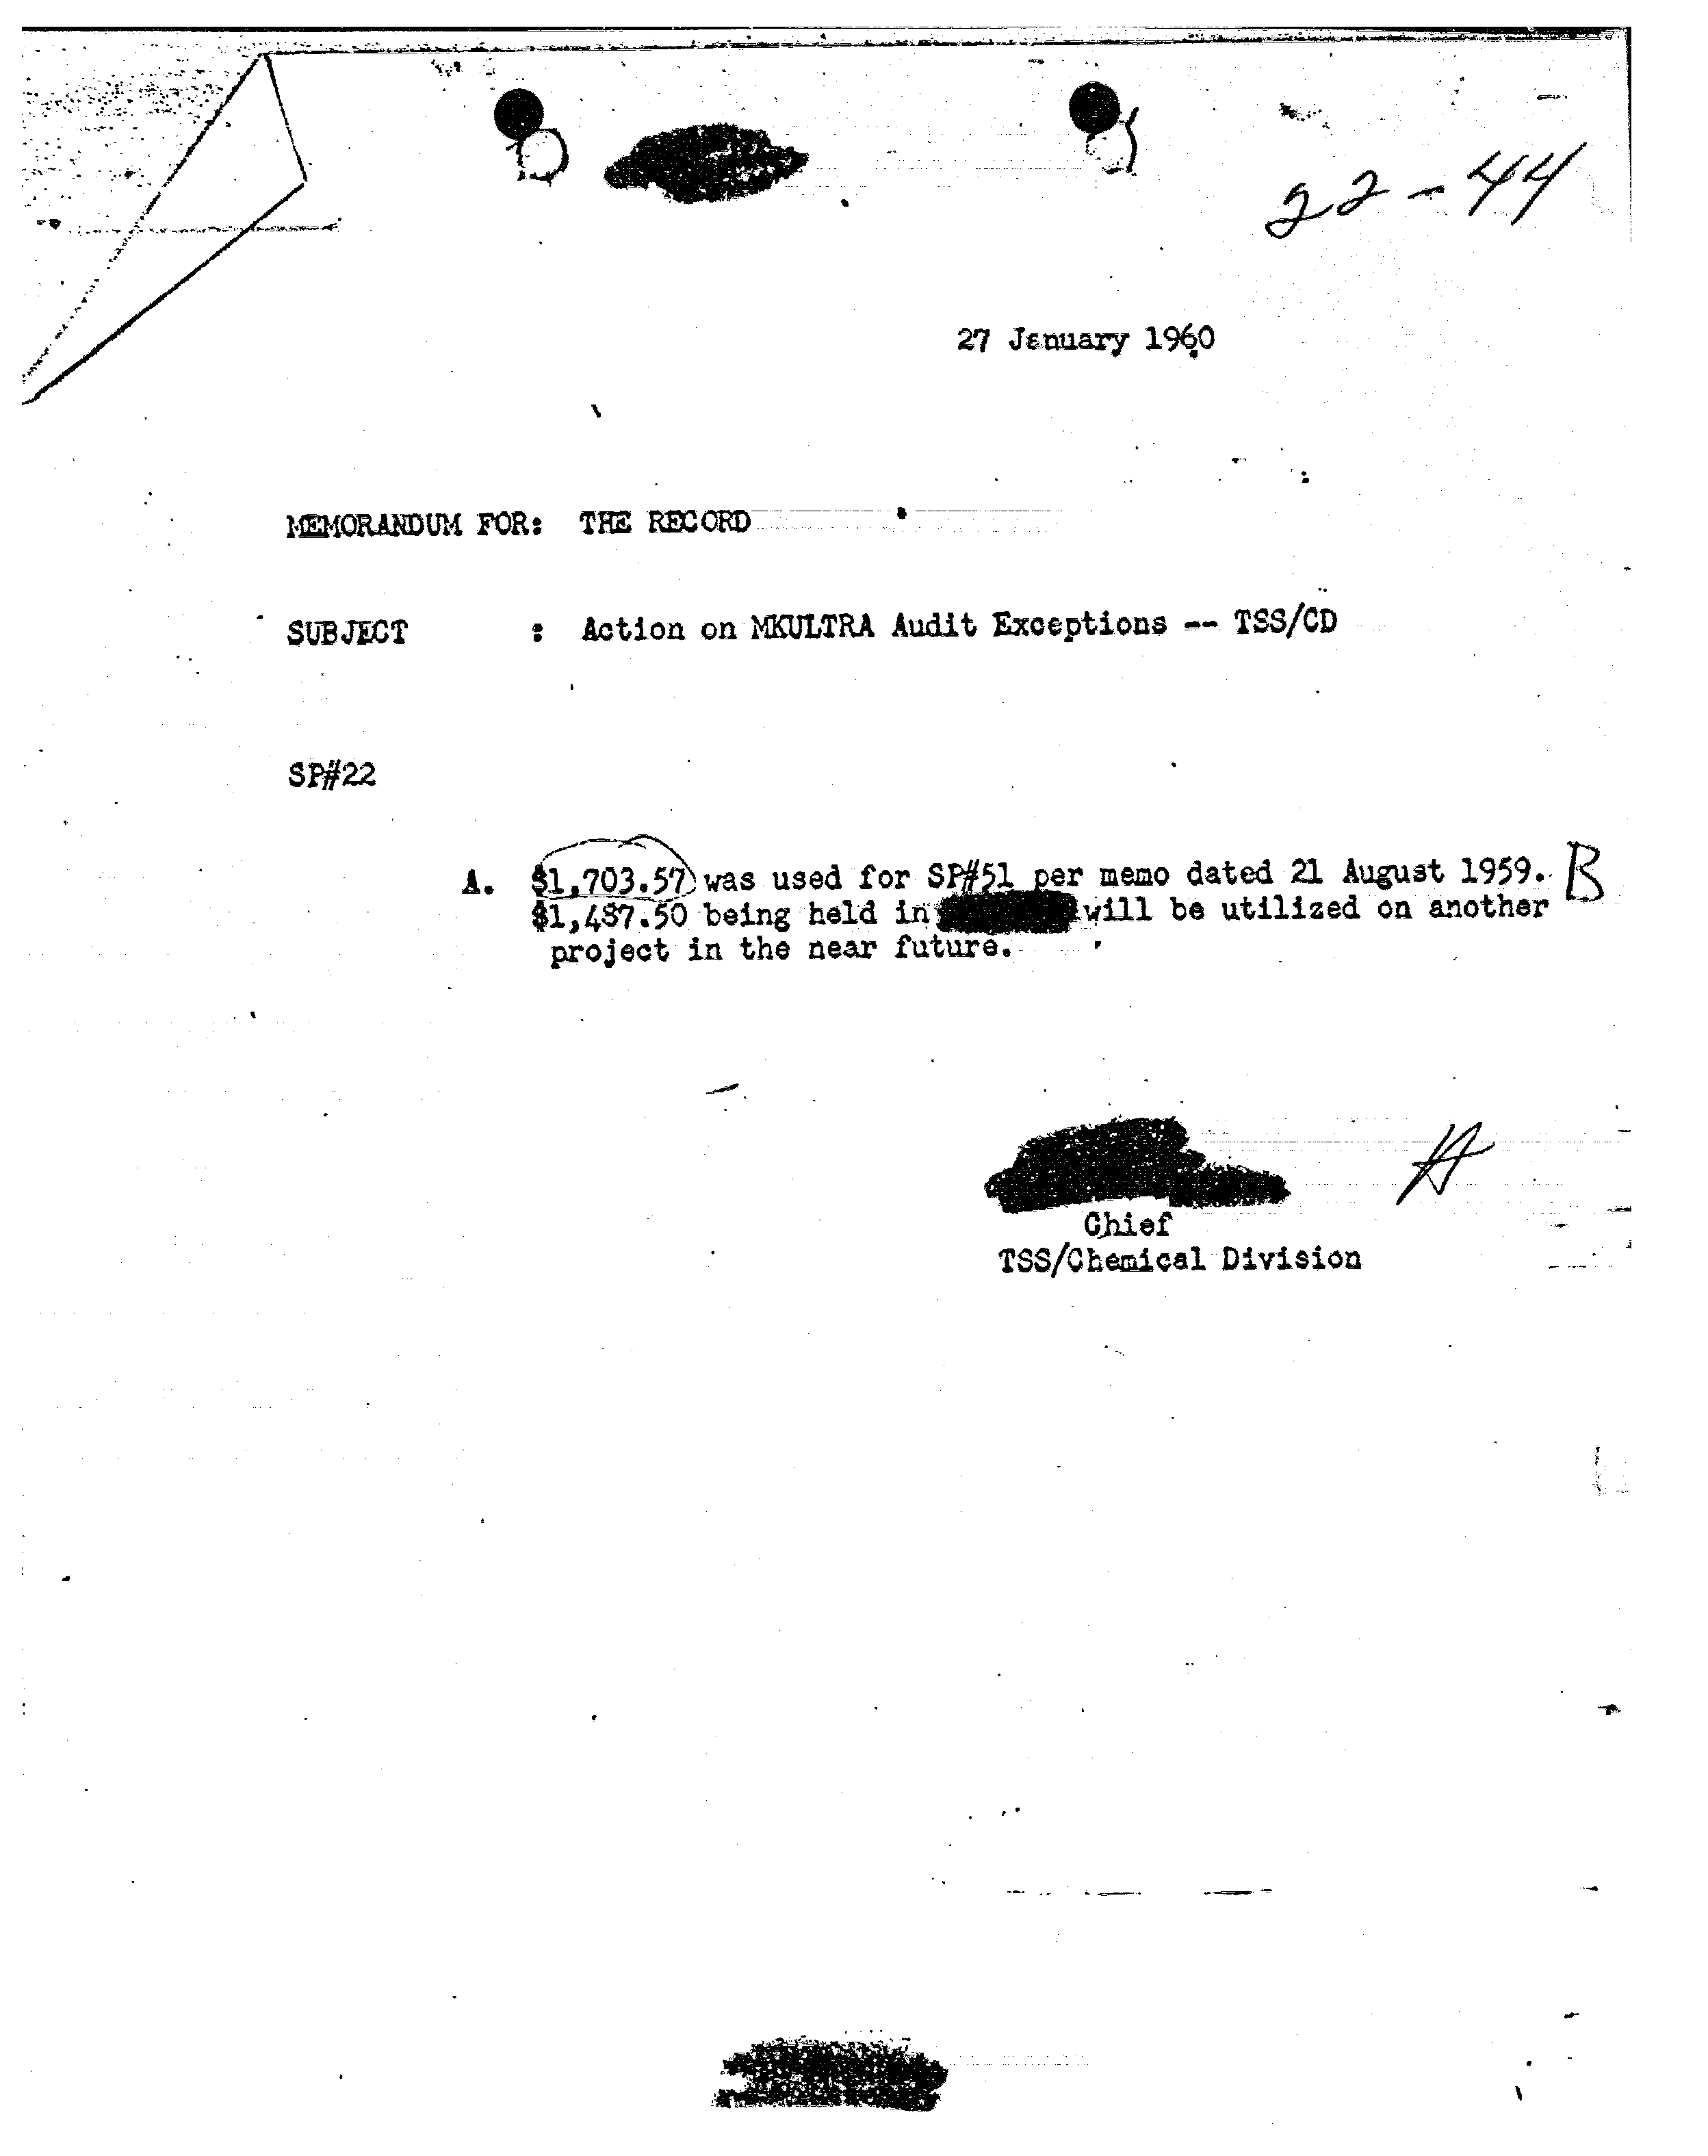 22-44
27 January 1960
MEMORANDUM FOR: THE RECORD
SUBJECT : Action on MKULTRA Audit Exceptions -- TSS/CD
SP#22
A. $1,703.57 was used for SP#51 per memo dated 21 August 1959. B
$1,487.50 being held in will be utilized on another
project in the near future.
Chief
TSS/Chemical Division